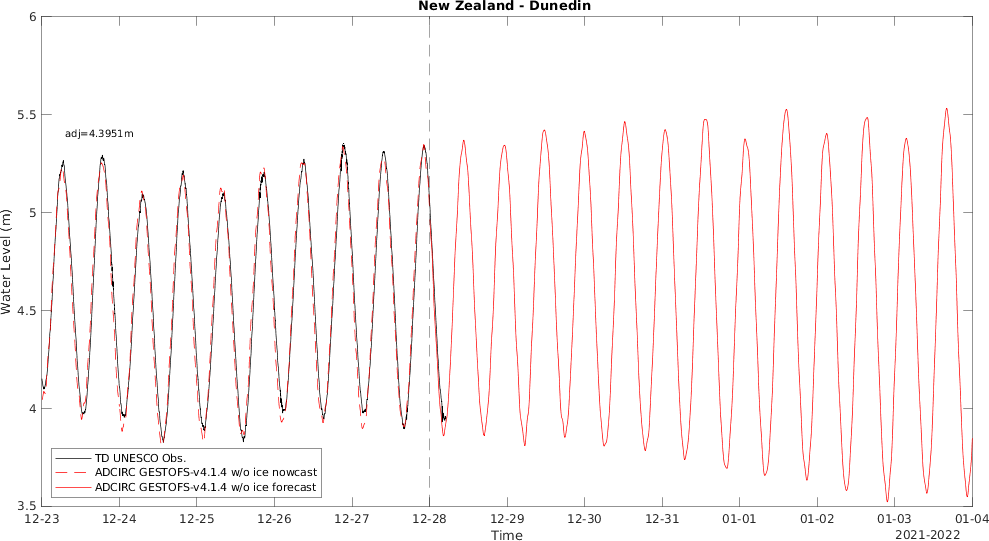 New Zealand - Dunedin
6
5.5
5
4.5
4
3.5
Water Level (m)
adj=4.3951m
TD UNESCO Obs.
ADCIRC GESTOFS-v4.1.4 w/o ice nowcast
ADCIRC GESTOFS-v4.1.4 w/o ice forecast
12-23 12-24 12-25 12-26 12-27 12-28 12-29 12-30 12-31 01-01 01-02 01-03 01-04
Time
2021-2022